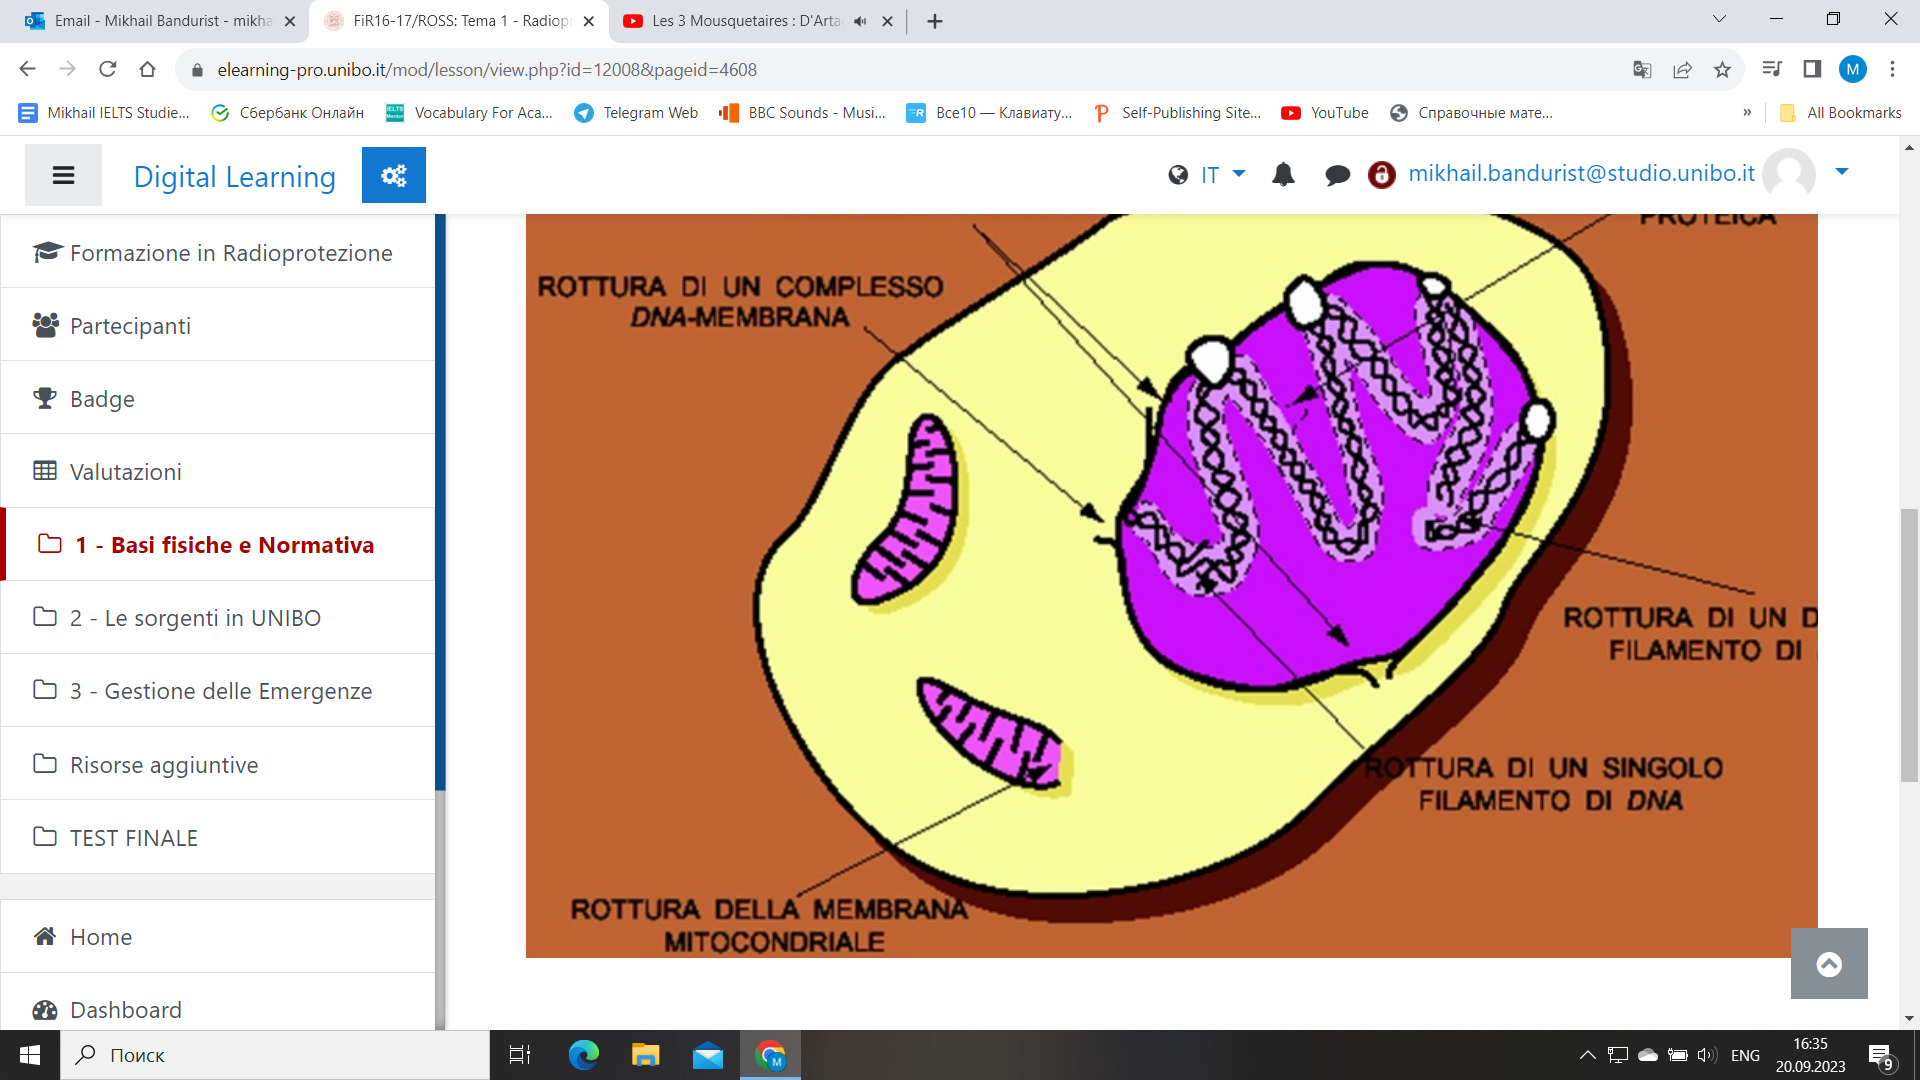 Email - Mikhail Bandurist - mikha
FiR16-17/ROSS: Tema 1 - Radiop
Les 3 Mousquetaires : D'Arta
elearning-pro.unibo.it/mod/lesson/view.php?id=12008&pageid=4608
M
Mikhail IELTS Studie...
Сбербанк Онлайн
Vocabulary For Aca...
Telegram Web
BBC Sounds - Musi...
Все10 — Клавиату...
Self-Publishing Site...
YouTube
Справочные мате...
»
All Bookmarks
Digital Learning
IT
mikhail.bandurist@studio.unibo.it
Formazione in Radioprotezione
Partecipanti
Badge
Valutazioni
1 - Basi fisiche e Normativa
2 - Le sorgenti in UNIBO
3 - Gestione delle Emergenze
Risorse aggiuntive
TEST FINALE
Home
Dashboard
PROTEICA
ROTTURA DI UN COMPLESSO
DNA-MEMBRANA
ROTTURA DI UN D
FILAMENTO DI
ROTTURA DI UN SINGOLO
FILAMENTO DI DNA
ROTTURA DELLA MEMBRANA
MITOCONDRIALE
Поиск
ENG
16:35
20.09.2023
9